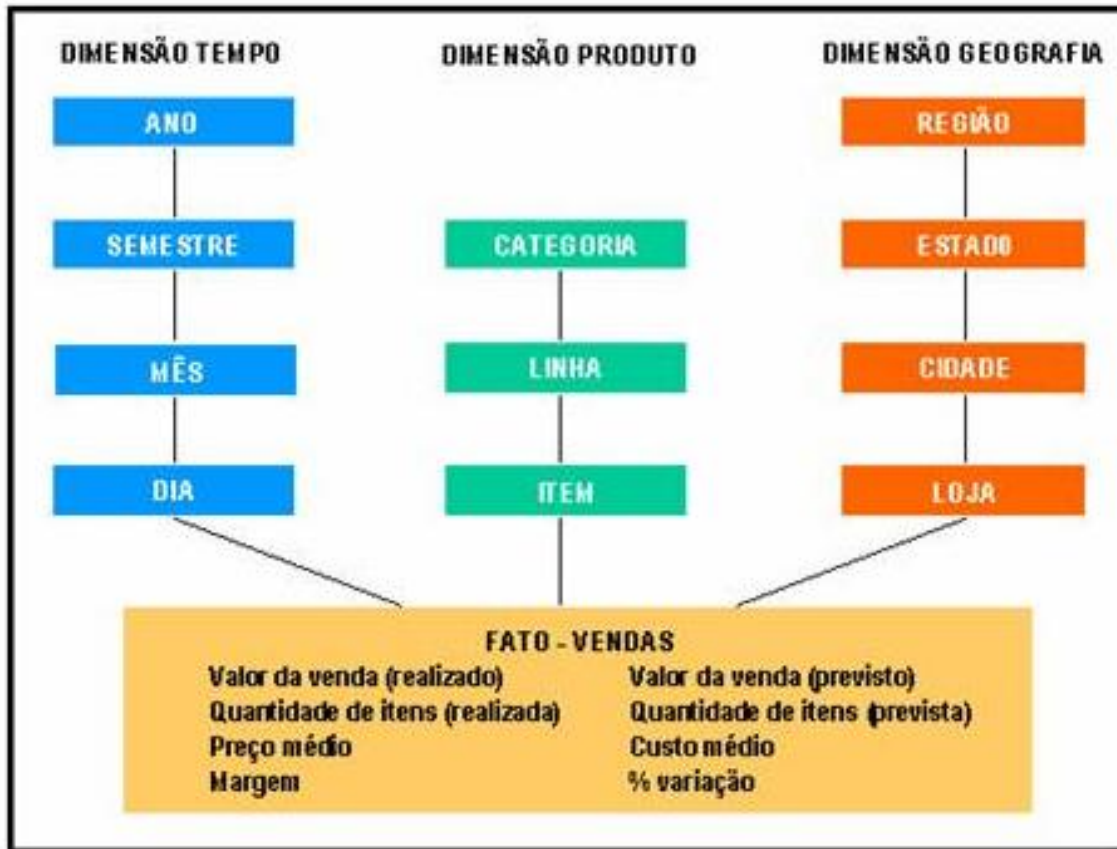 DIMENSÃO TEMPO
DIMENSÃO PRODUTO
DIMENSÃO GEOGRAFIA
ANO
REGIÃO
SEMESTRE
CATEGORIA
ESTADO
MÊS
LINHA
CIDADE
DIA
ITEM
LOJA
FATO - VENDAS
Valor da venda (realizado)
Valor da venda (previsto)
Quantidade de itens (realizada)
Quantidade de itens (prevista)
Preço médio
Custo médio
Margem
% variação